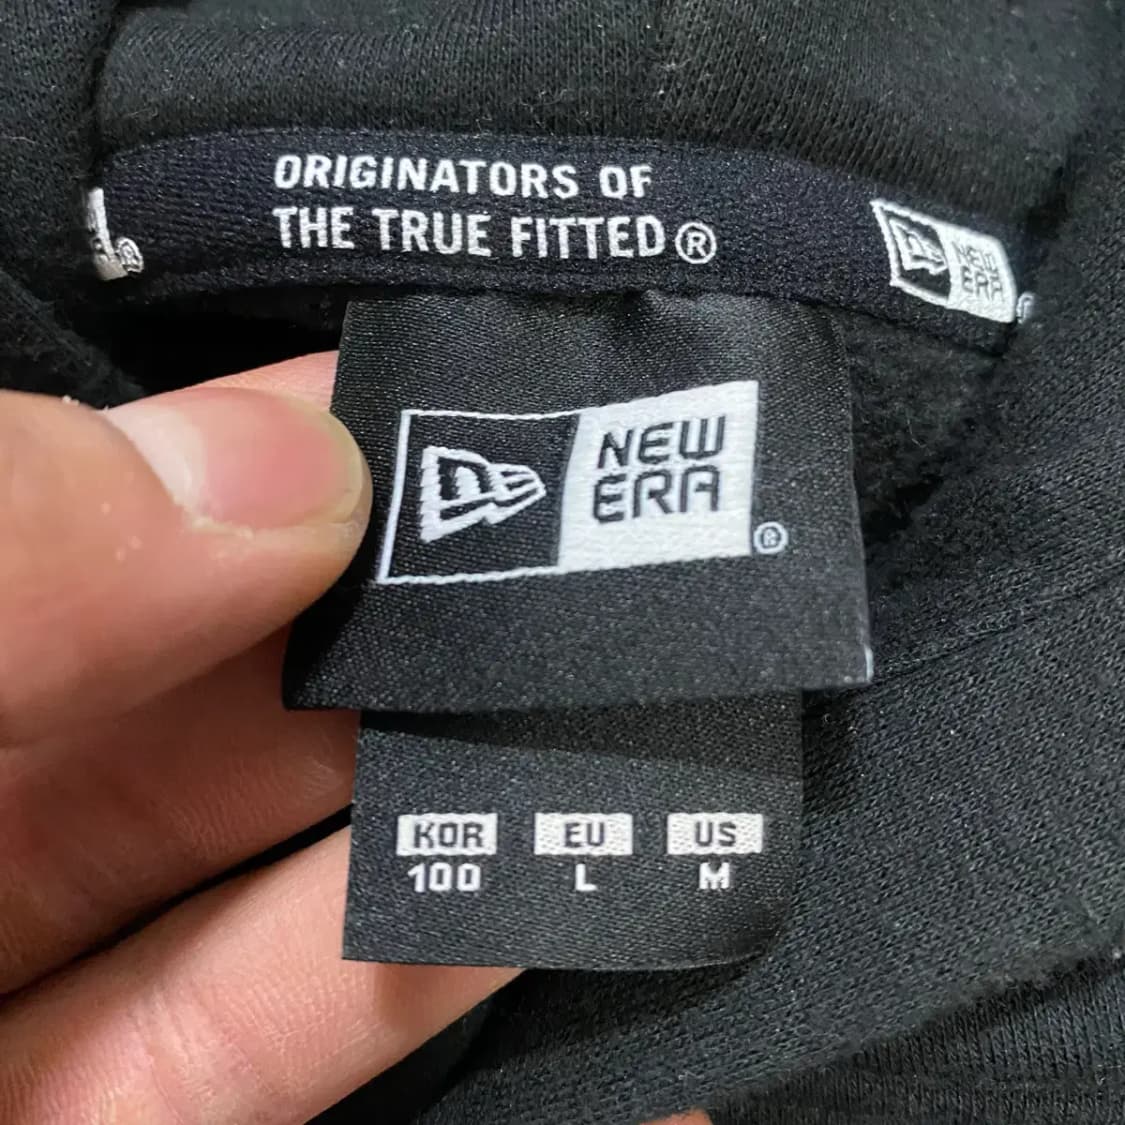 ORIGINATORS OF
THE TRUE FITTED ®
NEW
ERA
®
NEW
ERA
®
KOR EU US
100 L M